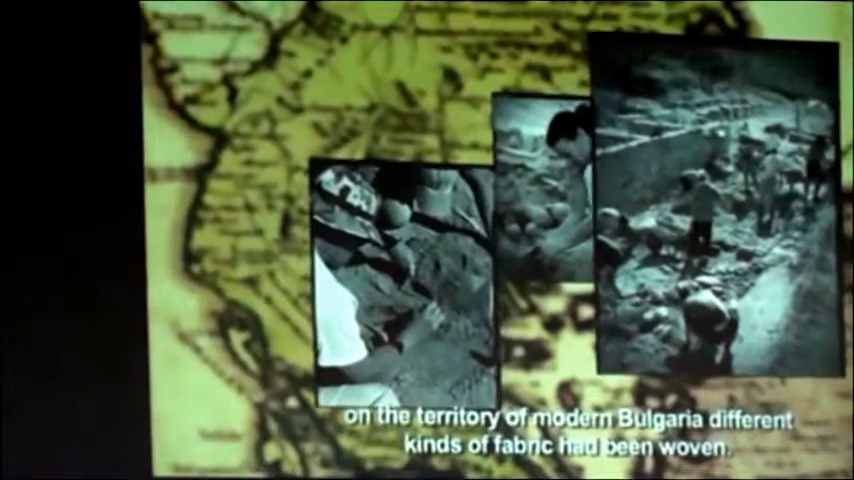 on the territory of modern Bulgaria different
kinds of fabric had been woven.